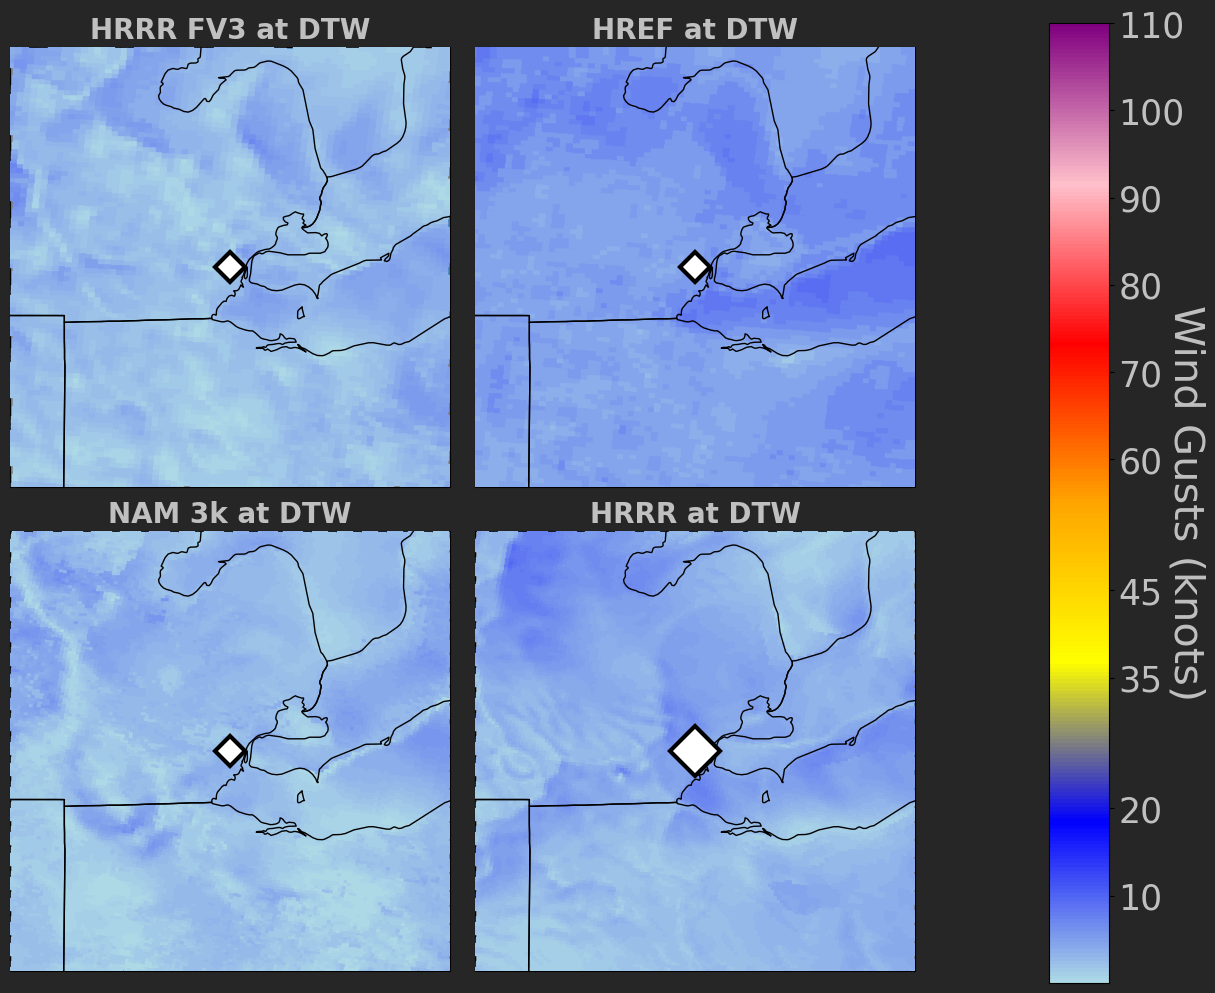 HRRR FV3 at DTW
HREF at DTW
NAM 3k at DTW
HRRR at DTW
110
100
90
80
70
60
45
35
20
10
Wind Gusts (knots)